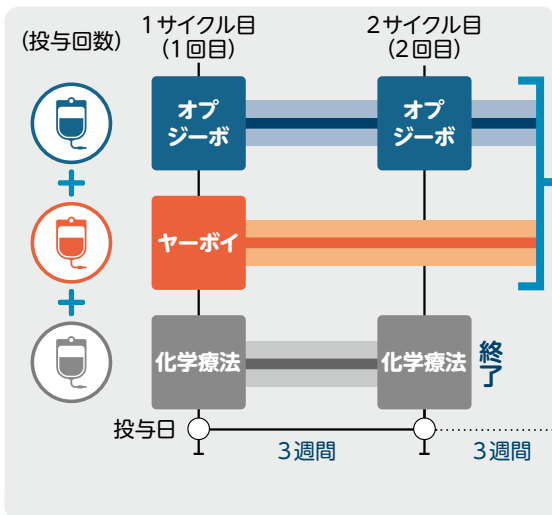 (投与回数)
1サイクル目
(1回目)
2サイクル目
(2回目)
オプ
ジーボ
オプ
ジーボ
ヤーボイ
化学療法
化学療法
終了
投与日
3週間
3週間